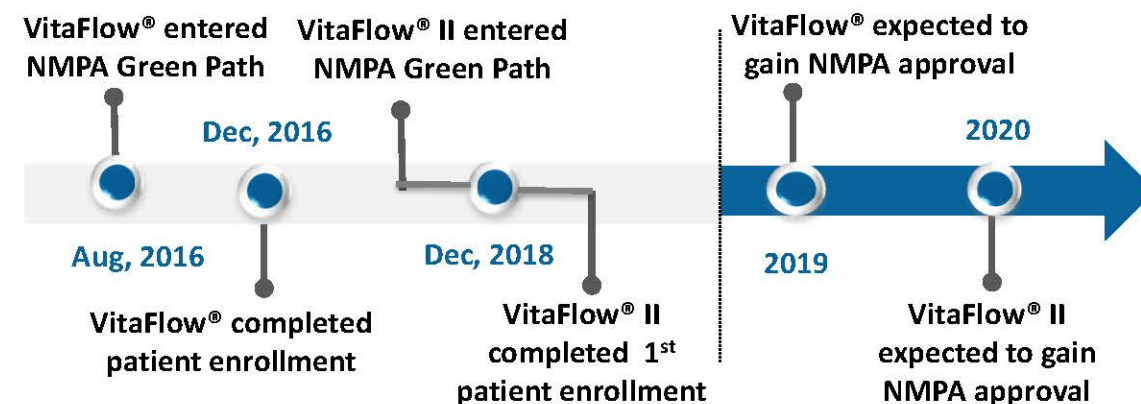 VitaFlow® entered
NMPA Green Path
Aug, 2016
Dec, 2016
VitaFlow® completed
patient enrollment
VitaFlow® II entered
NMPA Green Path
Dec, 2018
VitaFlow® II
completed 1st
patient enrollment
VitaFlow® expected to
gain NMPA approval
2019
2020
VitaFlow® II
expected to gain
NMPA approval